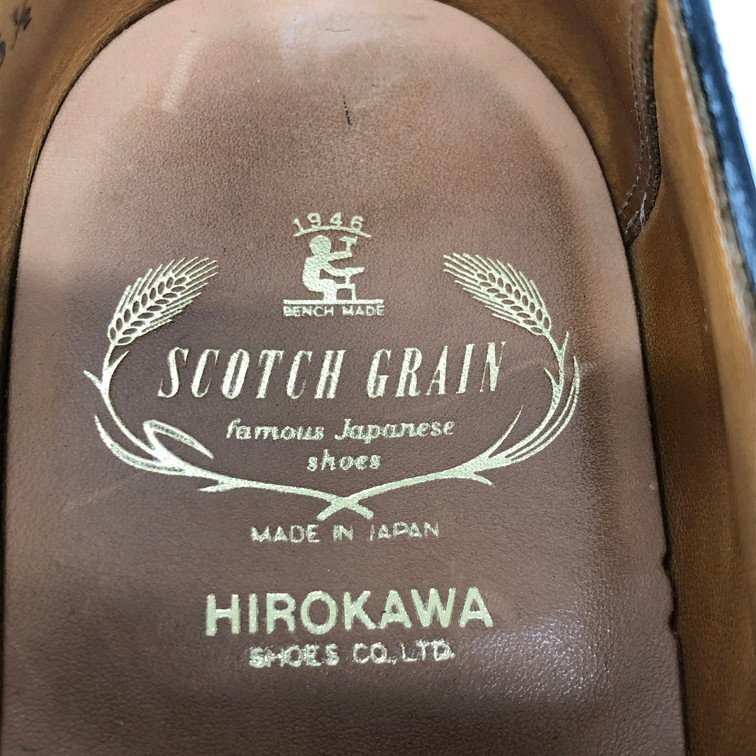 1946
BENCH MADE
SCOTCH GRAIN
famous Japanese
shoes
MADE IN JAPAN
HIROKAWA
SHOES CO., LTD.